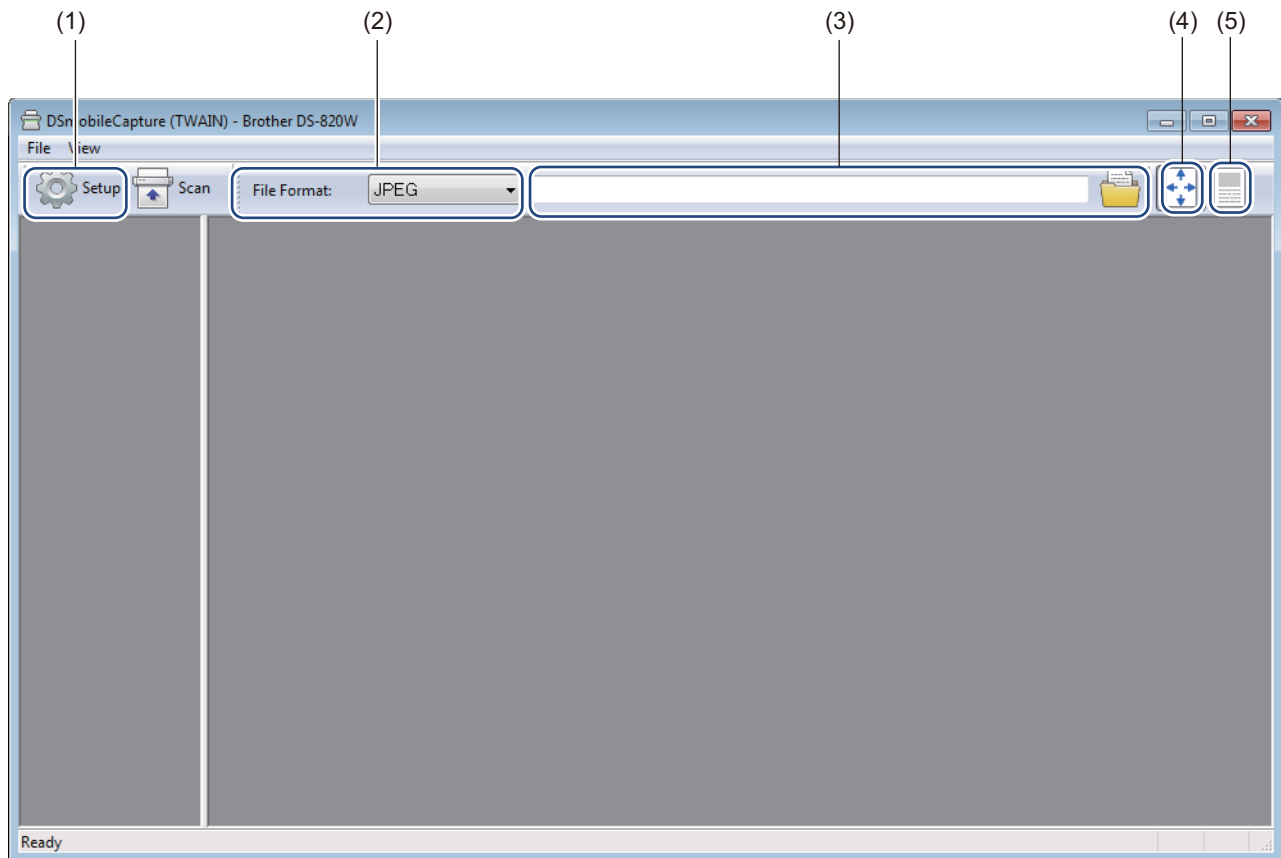 (1) (2) (3) (4) (5)
DSmobileCapture (TWAIN) - Brother DS-820W
File View
Setup Scan File Format: JPEG
Ready